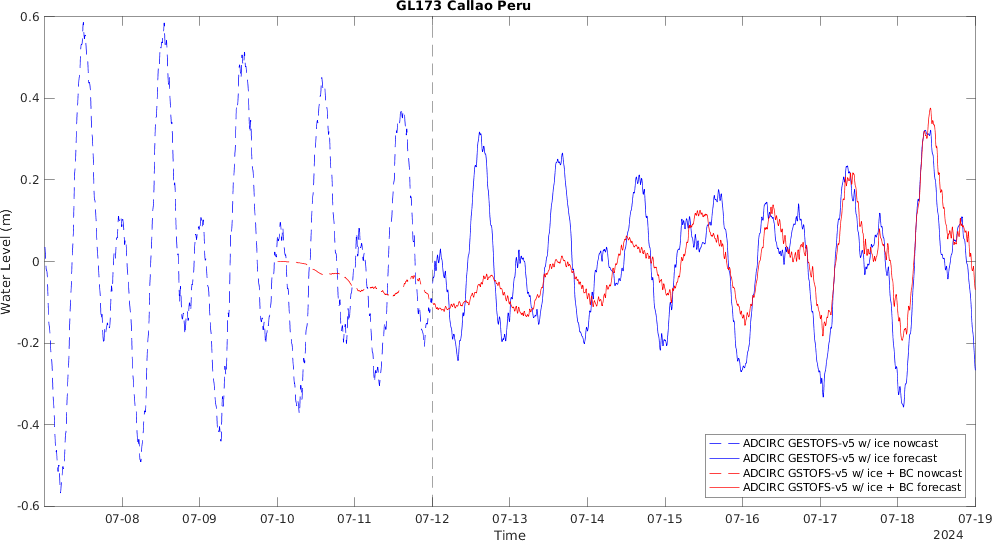 GL173 Callao Peru
Water Level (m)
0.6
0.4
0.2
0
-0.2
-0.4
-0.6
07-08
07-09
07-10
07-11
07-12
07-13
07-14
07-15
07-16
07-17
07-18
07-19
Time
2024
ADCIRC GESTOFS-v5 w/ ice nowcast
ADCIRC GESTOFS-v5 w/ ice forecast
ADCIRC GSTOFS-v5 w/ ice + BC nowcast
ADCIRC GSTOFS-v5 w/ ice + BC forecast